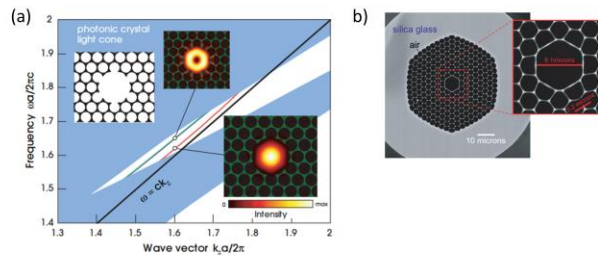 (a)
photonic crystal
light cone
Frequency ωa/2πc
2
1.9
1.8
1.7
1.6
1.5
1.4
ω = ckz
0
max
Intensity
1.3
1.4
1.5
1.6
1.7
1.8
1.9
2
Wave vector kza/2π
b)
silica glass
air
10 microns